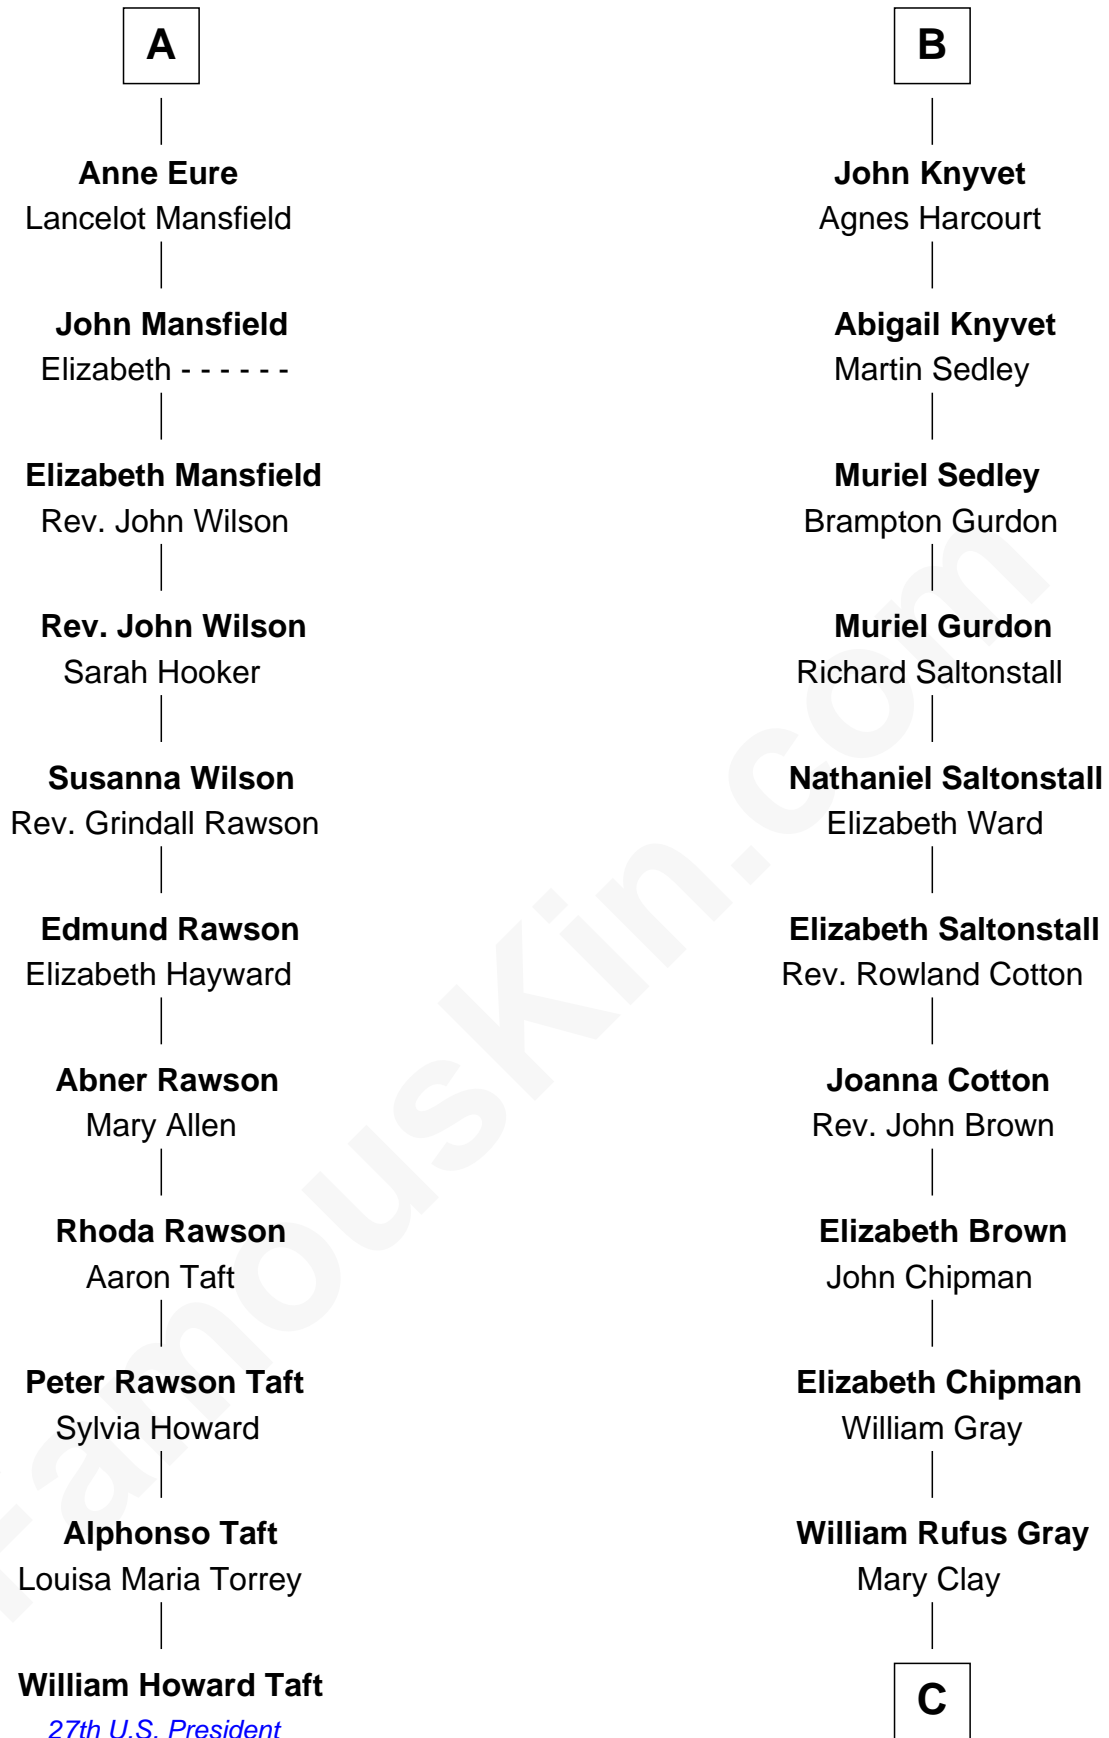 A
Anne Eure
Lancelot Mansfield
John Mansfield
Elizabeth - - - - - -
Elizabeth Mansfield
Rev. John Wilson
Rev. John Wilson
Sarah Hooker
Susanna Wilson
Rev. Grindall Rawson
Edmund Rawson
Elizabeth Hayward
Abner Rawson
Mary Allen
Rhoda Rawson
Aaron Taft
Peter Rawson Taft
Sylvia Howard
Alphonso Taft
Louisa Maria Torrey
William Howard Taft
27th U.S. President
B
John Knyvet
Agnes Harcourt
Abigail Knyvet
Martin Sedley
Muriel Sedley
Brampton Gurdon
Muriel Gurdon
Richard Saltonstall
Nathaniel Saltonstall
Elizabeth Ward
Elizabeth Saltonstall
Rev. Rowland Cotton
Joanna Cotton
Rev. John Brown
Elizabeth Brown
John Chipman
Elizabeth Chipman
William Gray
William Rufus Gray
Mary Clay
C
FamousKin.com